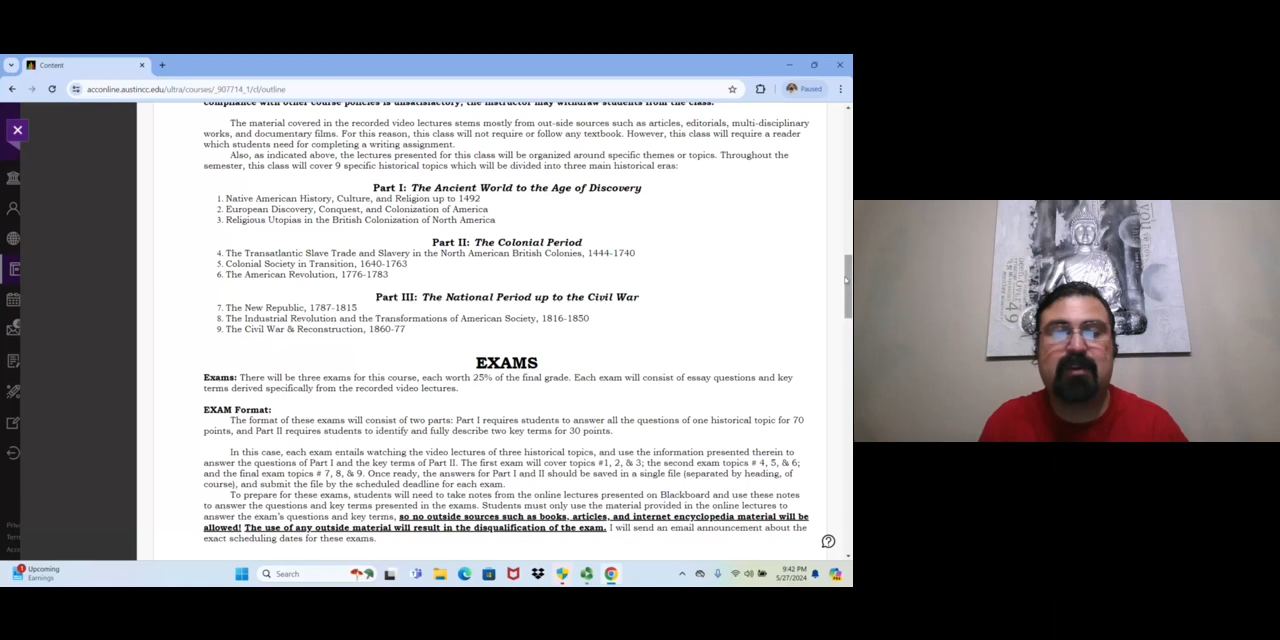 Content
acconline.austincc.edu/ultra/courses/_907714_1/cl/outline
Paused
compliance with other course policies is unsatisfactory, the instructor may withdraw students from the class.
The material covered in the recorded video lectures stems mostly from out-side sources such as articles, editorials, multi-disciplinary
works, and documentary films. For this reason, this class will not require or follow any textbook. However, this class will require a reader
which students need for completing a writing assignment.
Also, as indicated above, the lectures presented for this class will be organized around specific themes or topics. Throughout the
semester, this class will cover 9 specific historical topics which will be divided into three main historical eras:
Part I: The Ancient World to the Age of Discovery
1. Native American History, Culture, and Religion up to 1492
2. European Discovery, Conquest, and Colonization of America
3. Religious Utopias in the British Colonization of North America
Part II: The Colonial Period
4. The Transatlantic Slave Trade and Slavery in the North American British Colonies, 1444-1740
5. Colonial Society in Transition, 1640-1763
6. The American Revolution, 1776-1783
Part III: The National Period up to the Civil War
7. The New Republic, 1787-1815
8. The Industrial Revolution and the Transformations of American Society, 1816-1850
9. The Civil War & Reconstruction, 1860-77
EXAMS
Exams: There will be three exams for this course, each worth 25% of the final grade. Each exam will consist of essay questions and key
terms derived specifically from the recorded video lectures.
EXAM Format:
The format of these exams will consist of two parts: Part I requires students to answer all the questions of one historical topic for 70
points, and Part II requires students to identify and fully describe two key terms for 30 points.
In this case, each exam entails watching the video lectures of three historical topics, and use the information presented therein to
answer the questions of Part I and the key terms of Part II. The first exam will cover topics #1, 2, & 3; the second exam topics # 4, 5, & 6;
and the final exam topics # 7, 8, & 9. Once ready, the answers for Part I and II should be saved in a single file (separated by heading, of
course), and submit the file by the scheduled deadline for each exam.
To prepare for these exams, students will need to take notes from the online lectures presented on Blackboard and use these notes
to answer the questions and key terms presented in the exams. Students must only use the material provided in the online lectures to
answer the exam's questions and key terms, so no outside sources such as books, articles, and internet encyclopedia material will be
allowed! The use of any outside material will result in the disqualification of the exam. I will send an email announcement about the
exact scheduling dates for these exams.
Priv
Term
Acc
Upcoming
Earnings
Search
9:42 PM
5/27/2024